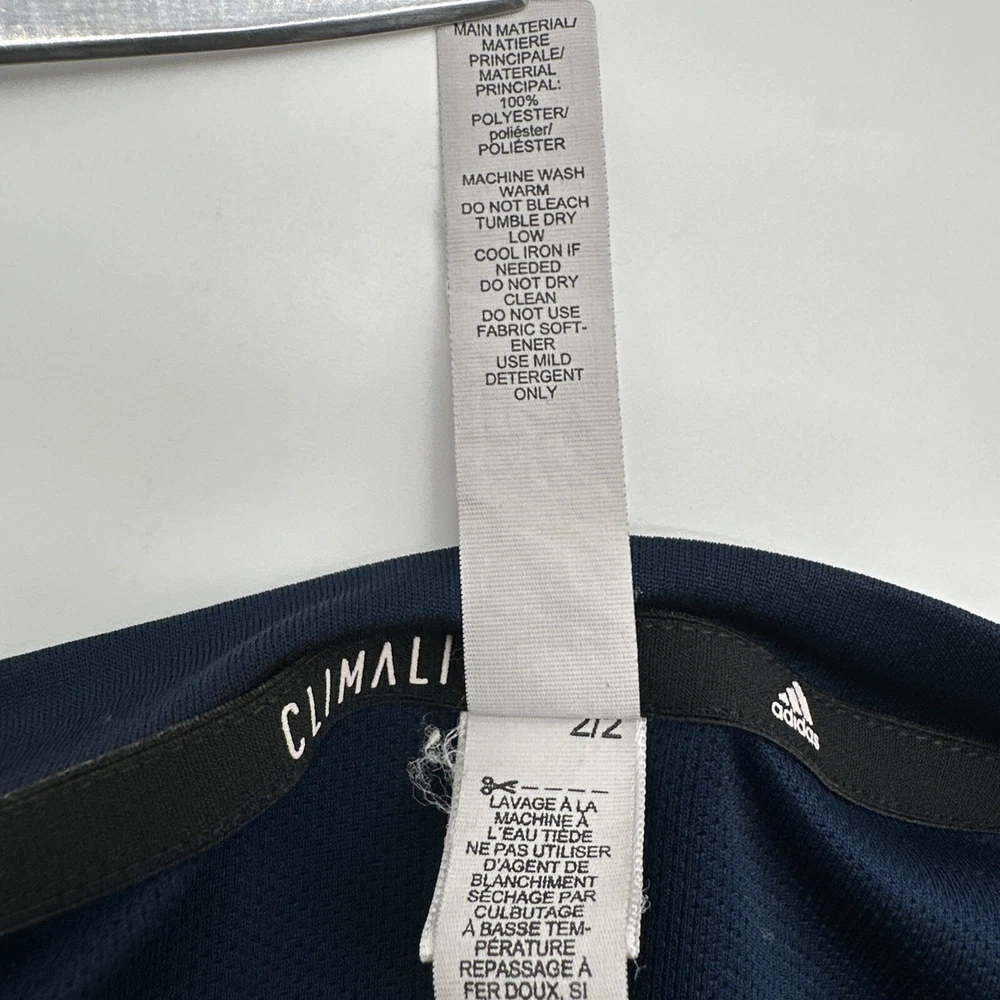 MAIN MATERIAL/
MATIERE
PRINCIPALE/
MATERIAL
PRINCIPAL:
100%
POLYESTER/
poliéster/
POLIÉSTER
MACHINE WASH
WARM
DO NOT BLEACH
TUMBLE DRY
LOW
COOL IRON IF
NEEDED
DO NOT DRY
CLEAN
DO NOT USE
FABRIC SOFT-
ENER
USE MILD
DETERGENT
ONLY
CLIMALI
adidas
2/2
LAVAGE À LA
MACHINE À
L'EAU TIÈDE
NE PAS UTILISER
D'AGENT DE
BLANCHIMENT
SÉCHAGE PAR
CULBUTAGE
À BASSE TEM-
PÉRATURE
REPASSAGE À
FER DOUX, SI